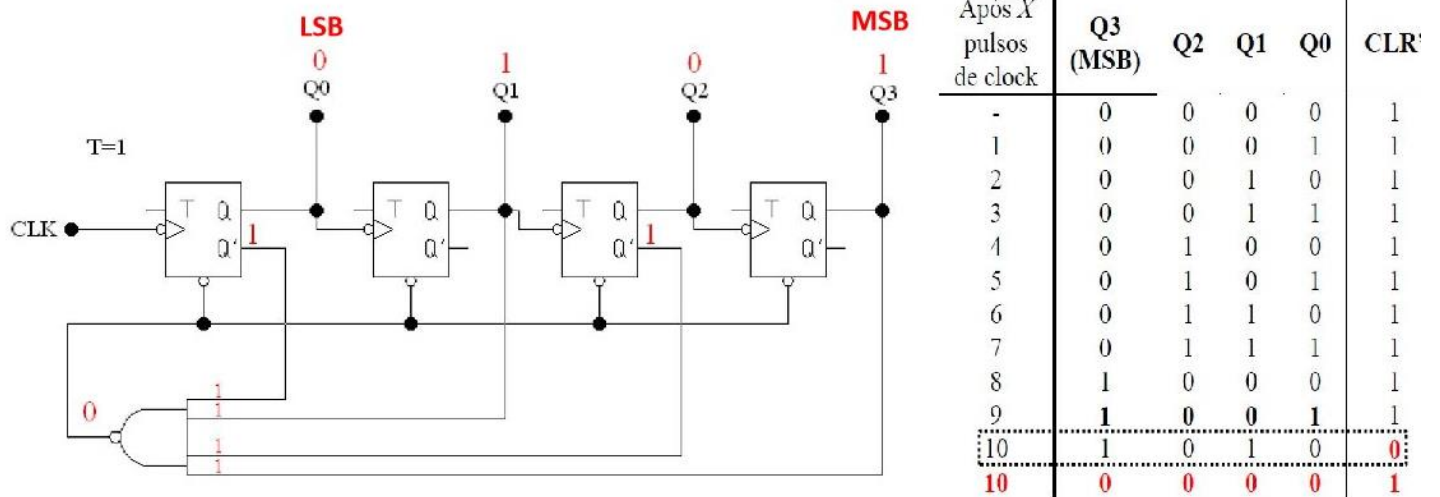 LSB
MSB
0 1 0 1
Q0 Q1 Q2 Q3
T=1
T Q T Q T Q T Q
CLK
Q' 1 Q' Q' 1 Q'
1
0 1
1
1
Após X pulsos de clock Q3 (MSB) Q2 Q1 Q0 CLR'
- 0 0 0 0 1
1 0 0 0 1 1
2 0 0 1 0 1
3 0 0 1 1 1
4 0 1 0 0 1
5 0 1 0 1 1
6 0 1 1 0 1
7 0 1 1 1 1
8 1 0 0 0 1
9 1 0 0 1 1
10 1 0 1 0 0
10 0 0 0 0 1